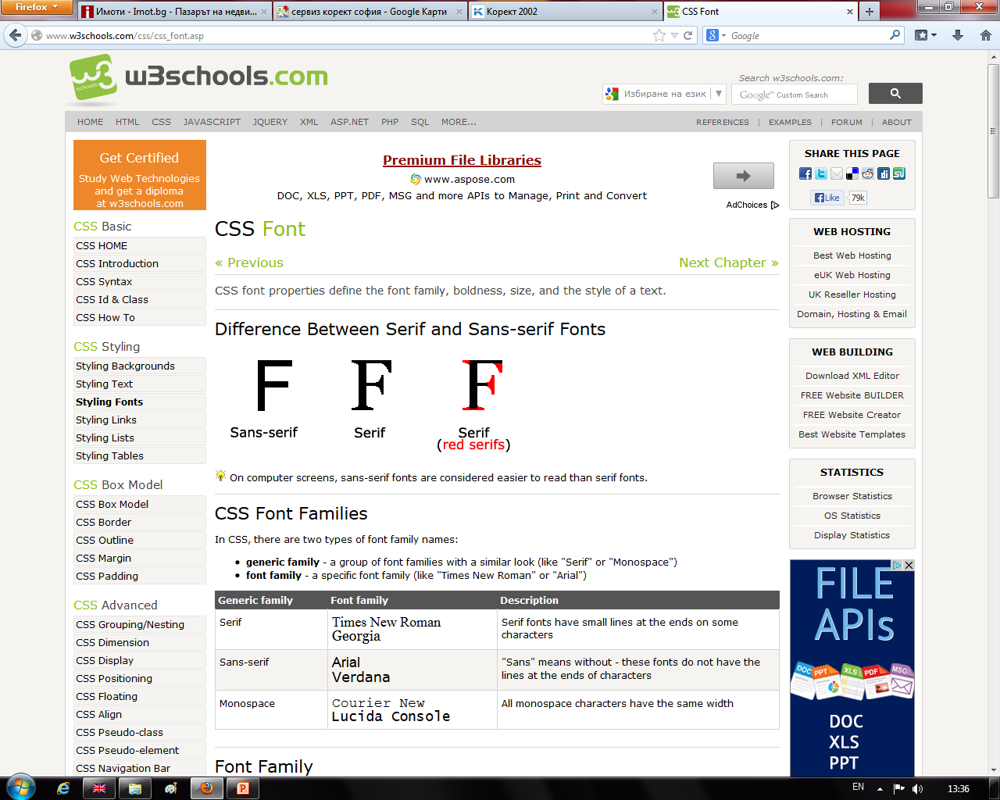 Firefox
Имоти - Imot.bg - Пазарът на недви...
сервиз корект софия - Google Карти
Корект 2002
CSS Font
www.w3schools.com/css/css_font.asp
Google
w3schools.com
Search w3schools.com:
Избиране на език
Google™ Custom Search
HOME HTML CSS JAVASCRIPT JQUERY XML ASP.NET PHP SQL MORE...
REFERENCES | EXAMPLES | FORUM | ABOUT
Get Certified
Study Web Technologies
and get a diploma
at w3schools.com
CSS Basic
CSS HOME
CSS Introduction
CSS Syntax
CSS Id & Class
CSS How To
CSS Styling
Styling Backgrounds
Styling Text
Styling Fonts
Styling Links
Styling Lists
Styling Tables
CSS Box Model
CSS Box Model
CSS Border
CSS Outline
CSS Margin
CSS Padding
CSS Advanced
CSS Grouping/Nesting
CSS Dimension
CSS Display
CSS Positioning
CSS Floating
CSS Align
CSS Pseudo-class
CSS Pseudo-element
CSS Navigation Bar
Premium File Libraries
www.aspose.com
DOC, XLS, PPT, PDF, MSG and more APIs to Manage, Print and Convert
AdChoices
CSS Font
« Previous
Next Chapter »
CSS font properties define the font family, boldness, size, and the style of a text.
Difference Between Serif and Sans-serif Fonts
F F F
Sans-serif Serif Serif
(red serifs)
On computer screens, sans-serif fonts are considered easier to read than serif fonts.
CSS Font Families
In CSS, there are two types of font family names:
• generic family - a group of font families with a similar look (like "Serif" or "Monospace")
• font family - a specific font family (like "Times New Roman" or "Arial")
Generic family Font family Description
Serif
Times New Roman
Georgia
Serif fonts have small lines at the ends on some
characters
Sans-serif
Arial
Verdana
"Sans" means without - these fonts do not have the
lines at the ends of characters
Monospace
Courier New
Lucida Console
All monospace characters have the same width
Font Family
SHARE THIS PAGE
Like 79k
WEB HOSTING
Best Web Hosting
eUK Web Hosting
UK Reseller Hosting
Domain, Hosting & Email
WEB BUILDING
Download XML Editor
FREE Website BUILDER
FREE Website Creator
Best Website Templates
STATISTICS
Browser Statistics
OS Statistics
Display Statistics
FILE
APIs
DOC PPT XLS PDF MSG
DOC
XLS
PPT
EN
13:36